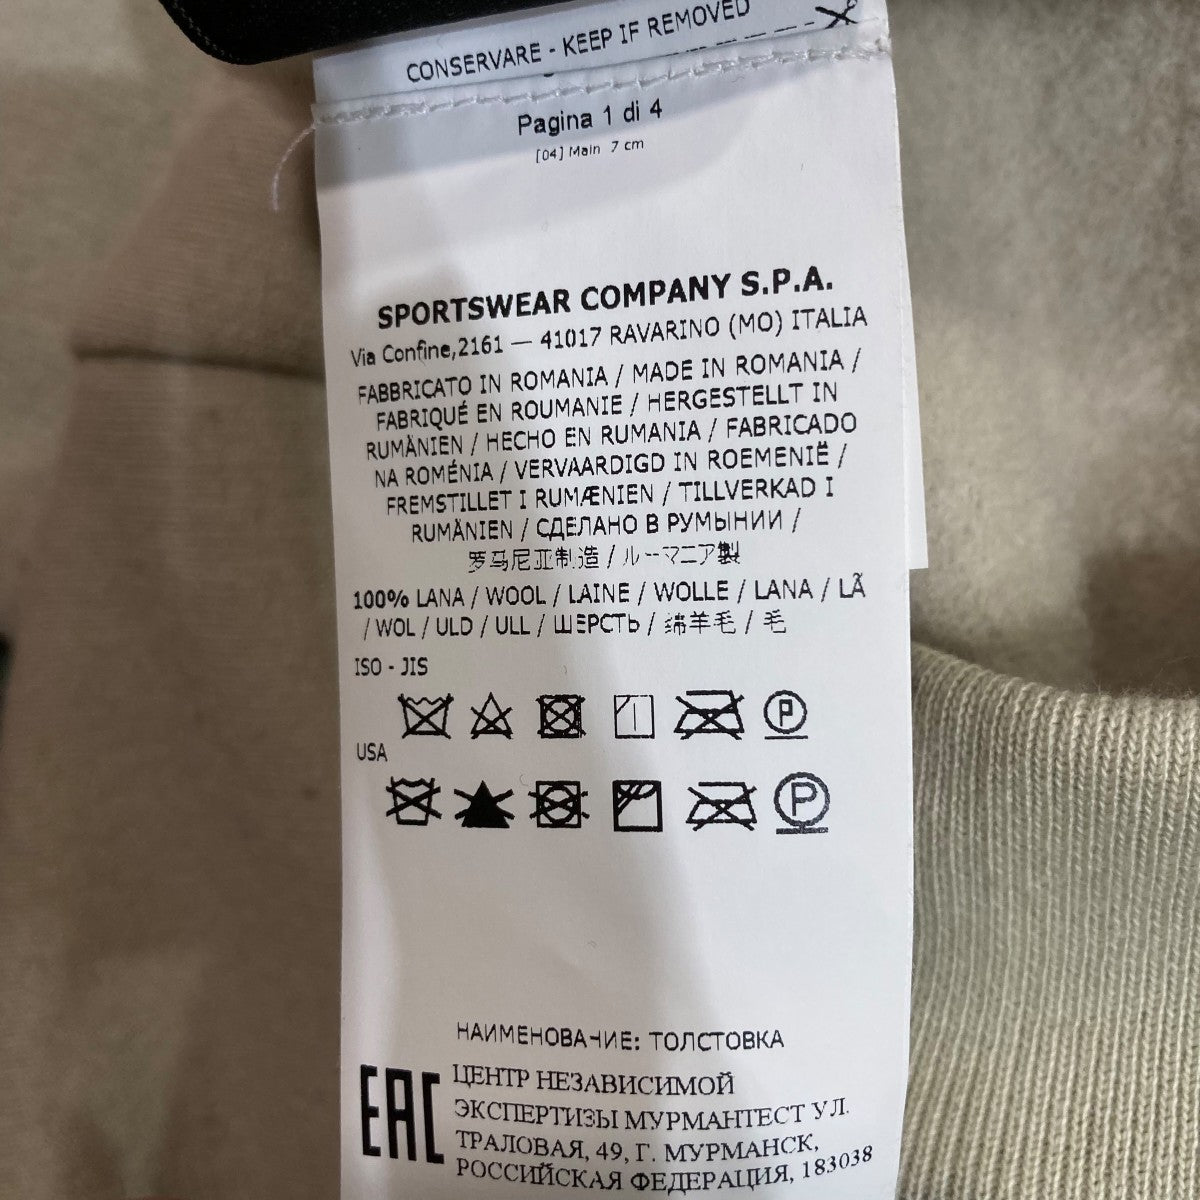 CONSERVARE - KEEP IF REMOVED
Pagina 1 di 4
[04] Main 7 cm
SPORTSWEAR COMPANY S.P.A.
Via Confine,2161 — 41017 RAVARINO (MO) ITALIA
FABBRICATO IN ROMANIA / MADE IN ROMANIA /
FABRIQUÉ EN ROUMANIE / HERGESTELLT IN
RUMÄNIEN / HECHO EN RUMANIA / FABRICADO
NA ROMÉNIA / VERVAARDIGD IN ROEMENIË /
FREMSTILLET I RUMÆNIEN / TILLVERKAD I
RUMÄNIEN / СДЕЛАНО В РУМЫНИИ /
罗马尼亚制造 / ルーマニア製
100% LANA / WOOL / LAINE / WOLLE / LANA / LÃ
/ WOL / ULD / ULL / ШЕРСТЬ / 绵羊毛 / 毛
ISO - JIS
P
USA
P
НАИМЕНОВАНИЕ: ТОЛСТОВКА
EAC
ЦЕНТР НЕЗАВИСИМОЙ
ЭКСПЕРТИЗЫ МУРМАНТЕСТ УЛ.
ТРАЛОВАЯ, 49, Г. МУРМАНСК,
РОССИЙСКАЯ ФЕДЕРАЦИЯ, 183038